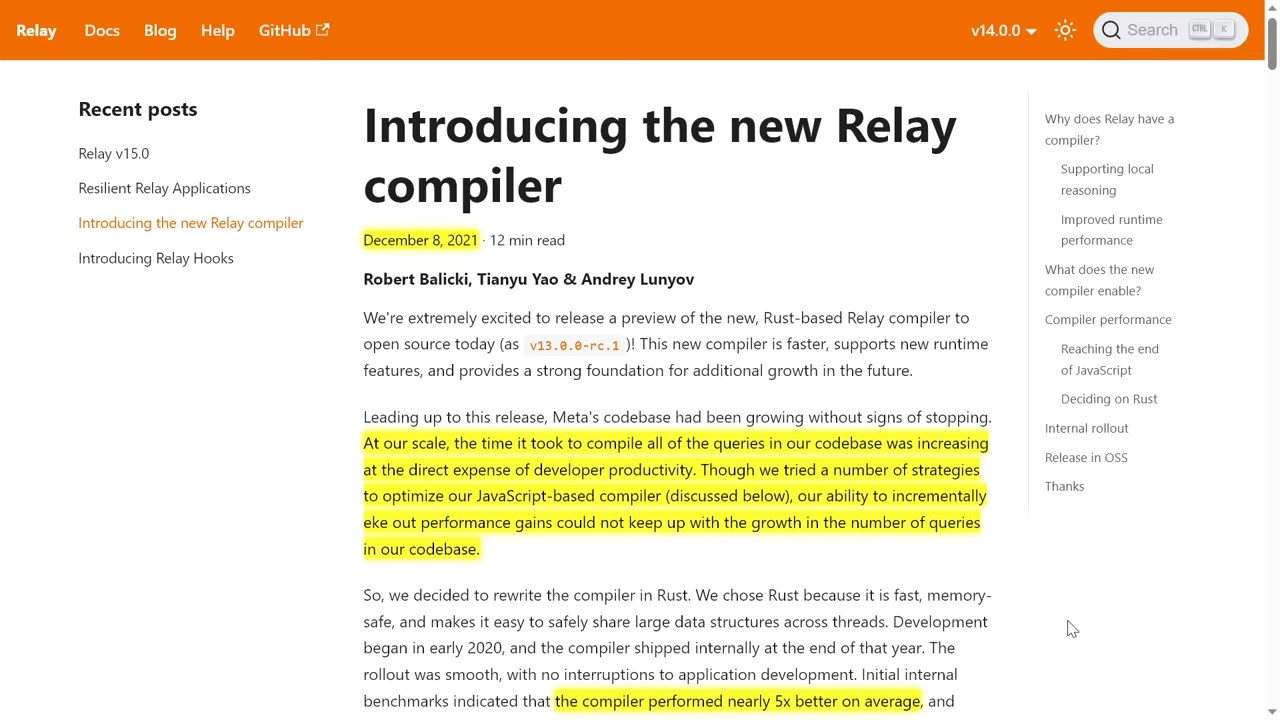 Relay Docs Blog Help GitHub v14.0.0 Search CTRL K
Recent posts
Relay v15.0
Resilient Relay Applications
Introducing the new Relay compiler
Introducing Relay Hooks
Introducing the new Relay
compiler
December 8, 2021 · 12 min read
Robert Balicki, Tianyu Yao & Andrey Lunyov
We're extremely excited to release a preview of the new, Rust-based Relay compiler to
open source today (as v13.0.0-rc.1 )! This new compiler is faster, supports new runtime
features, and provides a strong foundation for additional growth in the future.
Leading up to this release, Meta's codebase had been growing without signs of stopping.
At our scale, the time it took to compile all of the queries in our codebase was increasing
at the direct expense of developer productivity. Though we tried a number of strategies
to optimize our JavaScript-based compiler (discussed below), our ability to incrementally
eke out performance gains could not keep up with the growth in the number of queries
in our codebase.
So, we decided to rewrite the compiler in Rust. We chose Rust because it is fast, memory-
safe, and makes it easy to safely share large data structures across threads. Development
began in early 2020, and the compiler shipped internally at the end of that year. The
rollout was smooth, with no interruptions to application development. Initial internal
benchmarks indicated that the compiler performed nearly 5x better on average, and
Why does Relay have a
compiler?
Supporting local
reasoning
Improved runtime
performance
What does the new
compiler enable?
Compiler performance
Reaching the end
of JavaScript
Deciding on Rust
Internal rollout
Release in OSS
Thanks